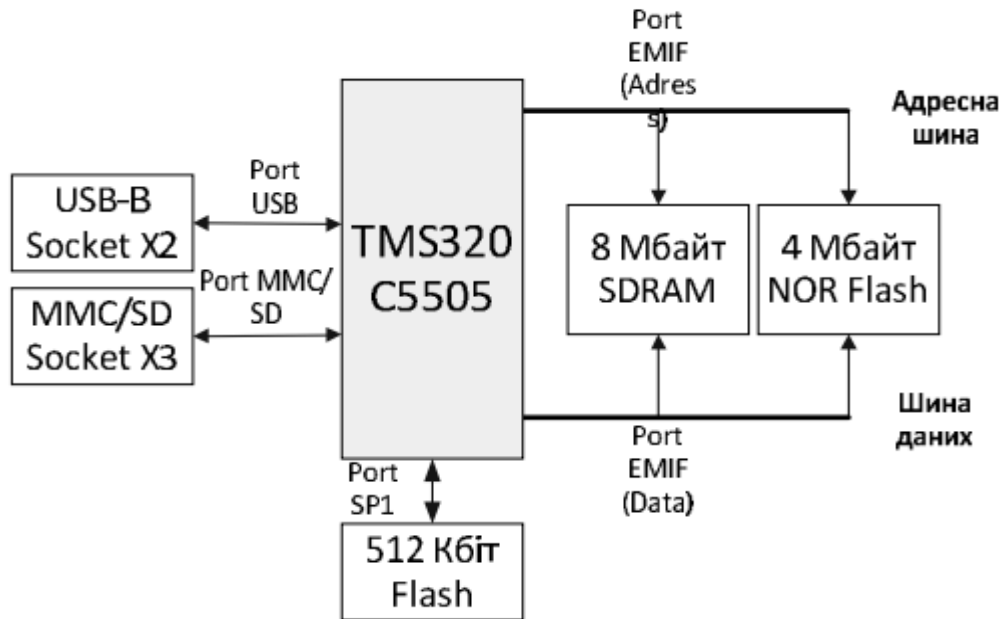 Port
EMIF
(Adres
s)
Адресна
шина
Port
USB
USB-B
Socket X2
TMS320
C5505
8 Мбайт
SDRAM
4 Мбайт
NOR Flash
Port MMC/
SD
MMC/SD
Socket X3
Шина
даних
Port
EMIF
(Data)
Port
SP1
512 Кбіт
Flash